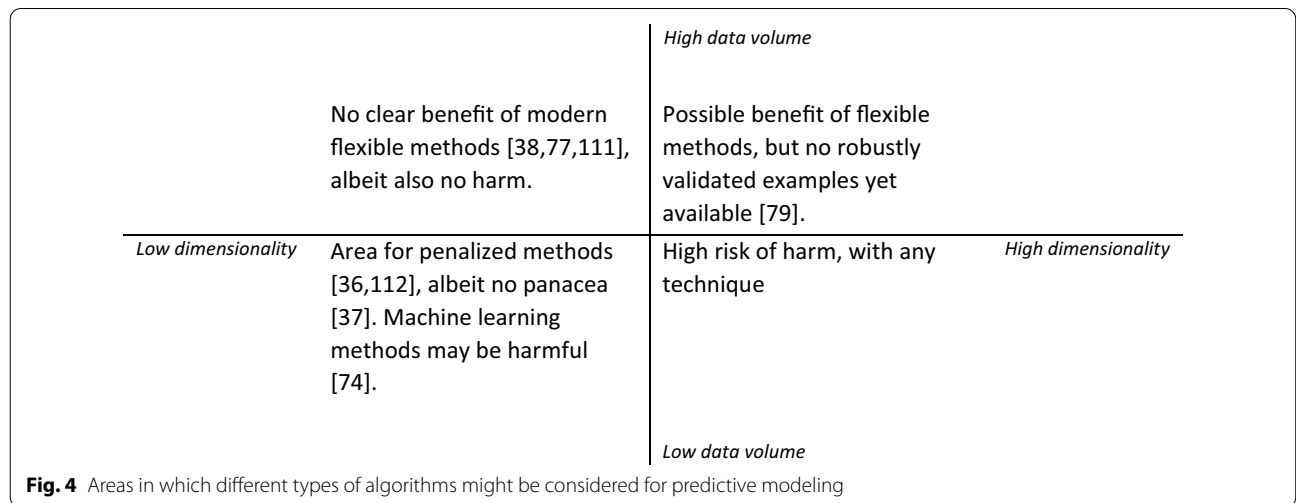 High data volume
No clear benefit of modern
flexible methods [38,77,111],
albeit also no harm.
Possible benefit of flexible
methods, but no robustly
validated examples yet
available [79].
Low dimensionality
Area for penalized methods
[36,112], albeit no panacea
[37]. Machine learning
methods may be harmful
[74].
High risk of harm, with any
technique
High dimensionality
Low data volume
Fig. 4 Areas in which different types of algorithms might be considered for predictive modeling